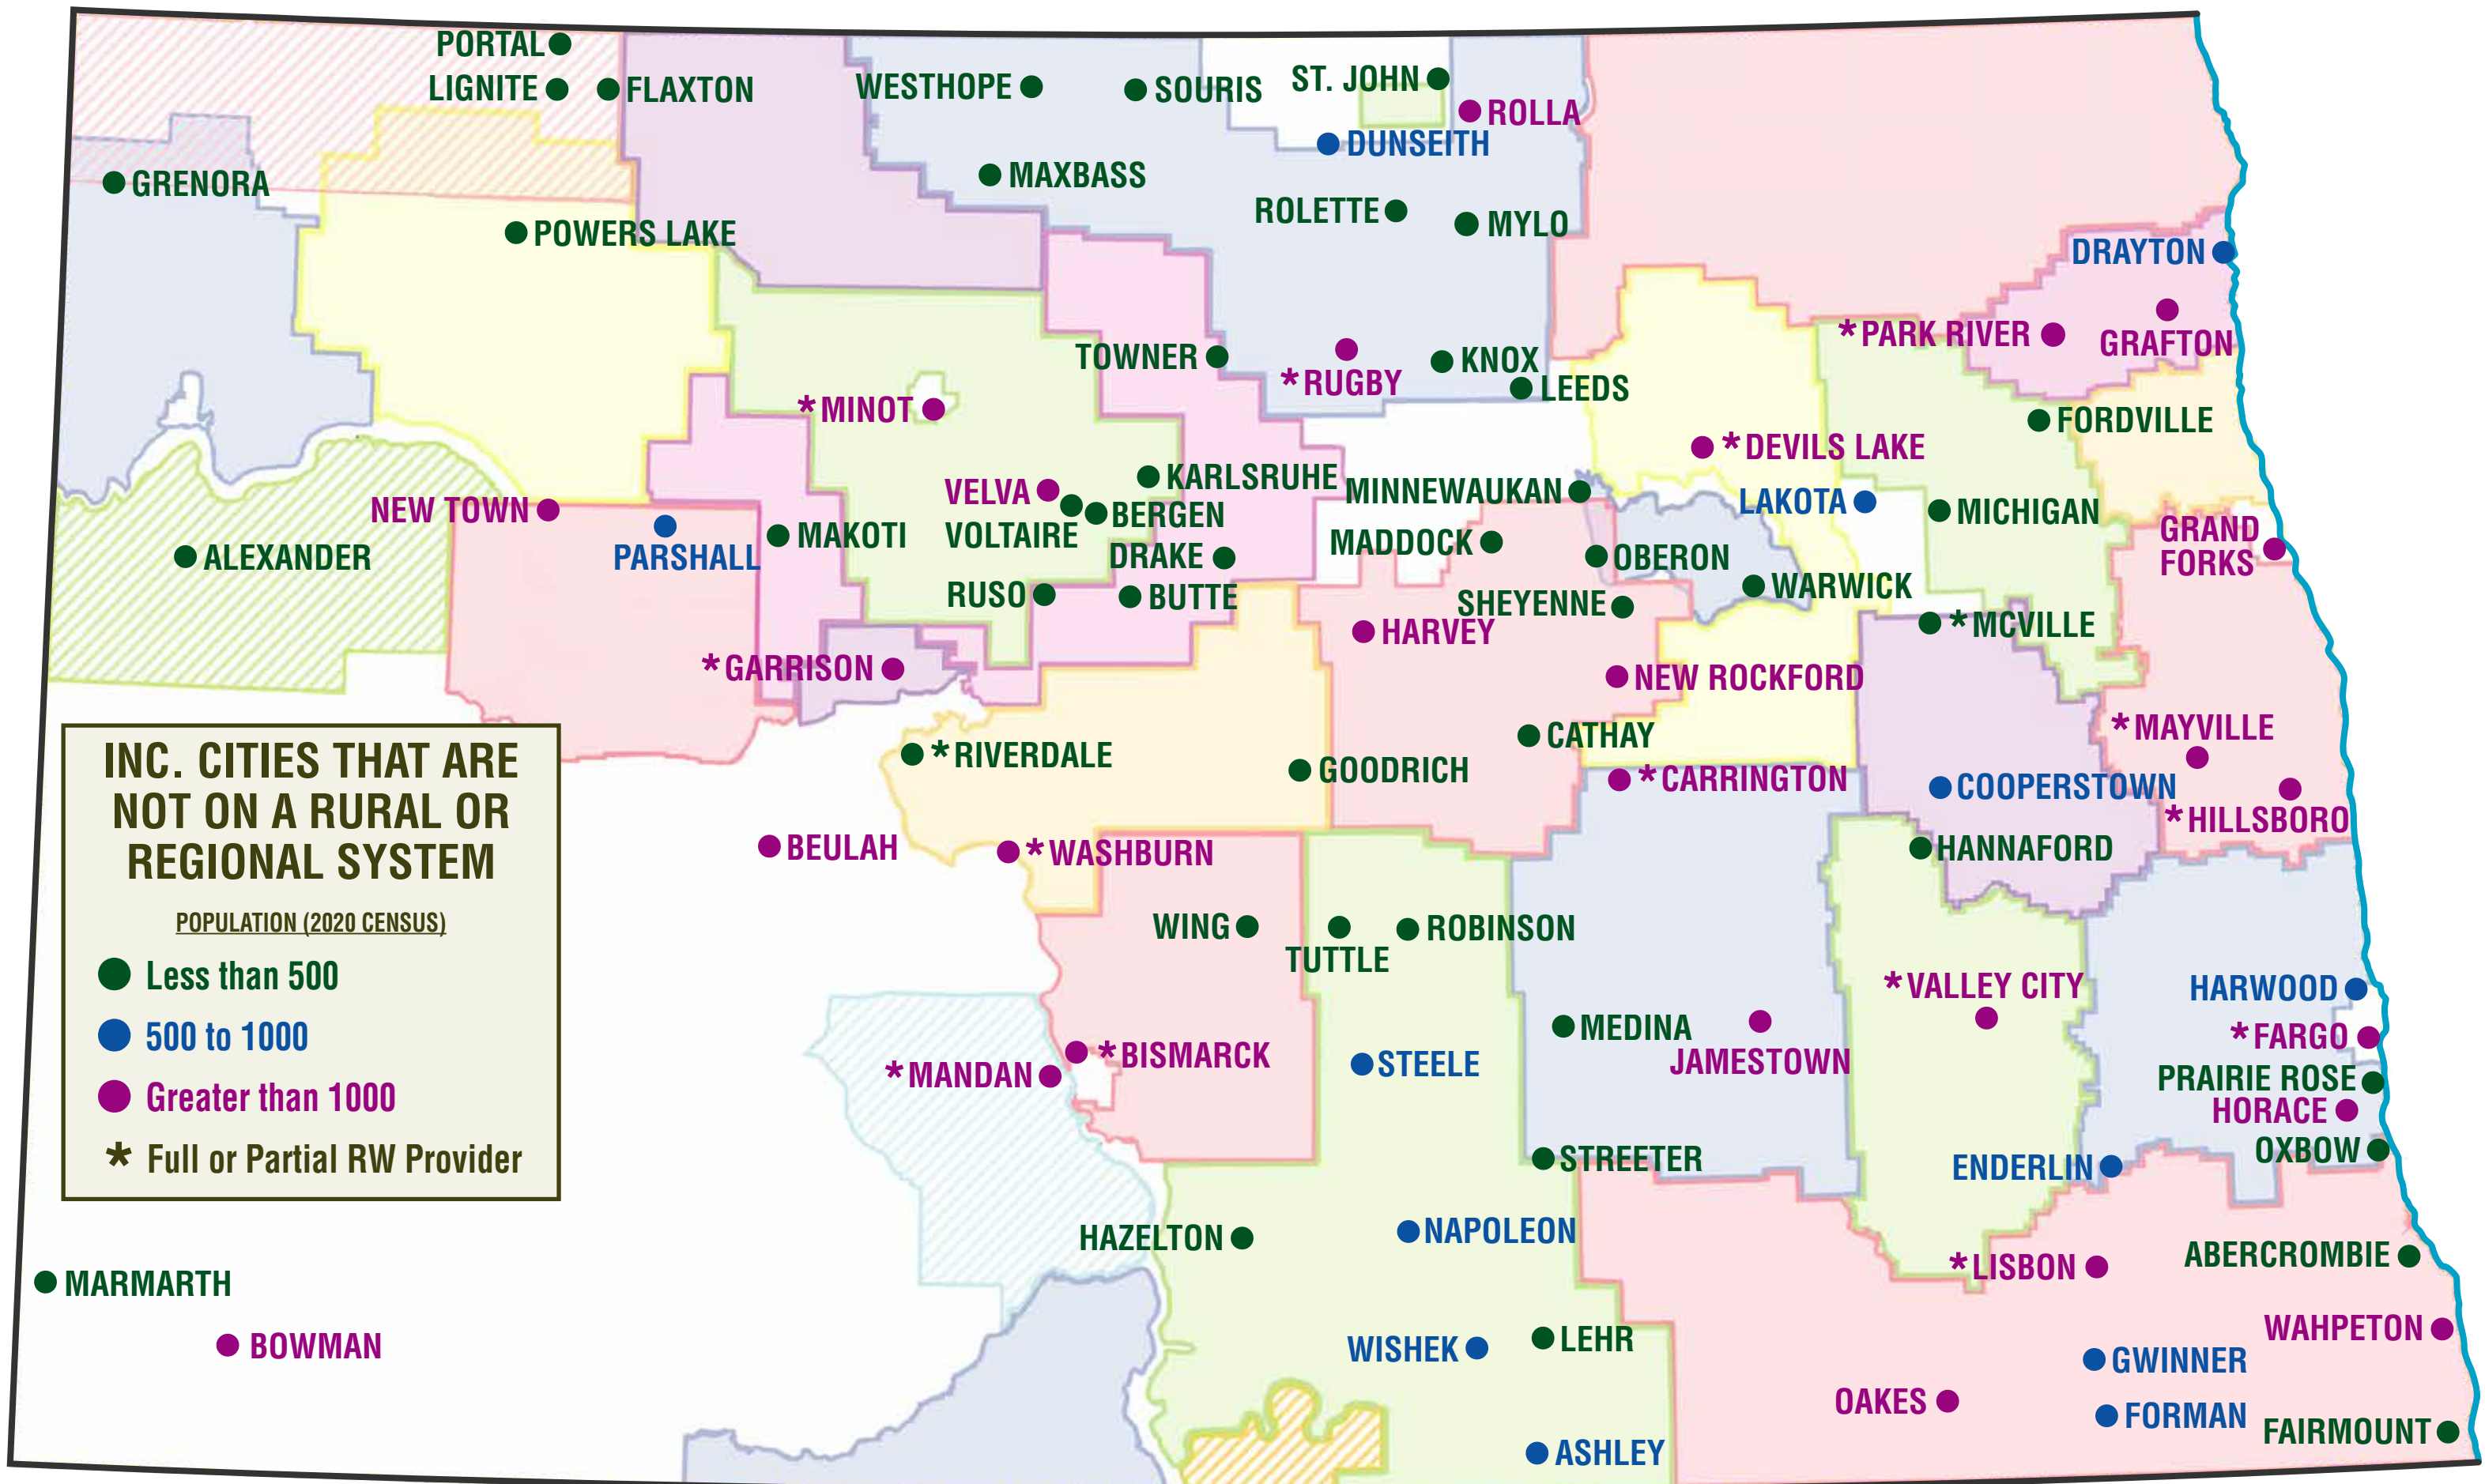 PORTAL
LIGNITE
FLAXTON
WESTHOPE
SOURIS
ST. JOHN
ROLLA
DUNSEITH
GRENORA
MAXBASS
ROLETTE
MYLO
POWERS LAKE
DRAYTON
*PARK RIVER
GRAFTON
TOWNER
*RUGBY
KNOX
LEEDS
*MINOT
FORDVILLE
*DEVILS LAKE
KARLSRUHE
VELVA
MINNEWAUKAN
LAKOTA
NEW TOWN
BERGEN
MICHIGAN
PARSHALL
MAKOTI
VOLTAIRE
MADDOCK
GRAND
FORKS
ALEXANDER
DRAKE
OBERON
WARWICK
RUSO
BUTTE
SHEYENNE
*MCVILLE
HARVEY
*GARRISON
NEW ROCKFORD
*MAYVILLE
CATHAY
*RIVERDALE
GOODRICH
*CARRINGTON
COOPERSTOWN
*HILLSBORO
BEULAH
*WASHBURN
HANNAFORD
INC. CITIES THAT ARE
NOT ON A RURAL OR
REGIONAL SYSTEM
POPULATION (2020 CENSUS)
Less than 500
500 to 1000
Greater than 1000
* Full or Partial RW Provider
WING
TUTTLE
ROBINSON
*VALLEY CITY
HARWOOD
MEDINA
JAMESTOWN
*FARGO
*BISMARCK
*MANDAN
STEELE
PRAIRIE ROSE
HORACE
OXBOW
STREETER
ENDERLIN
HAZELTON
NAPOLEON
*LISBON
ABERCROMBIE
MARMARTH
BOWMAN
WISHEK
LEHR
WAHPETON
GWINNER
OAKES
FORMAN
FAIRMOUNT
ASHLEY